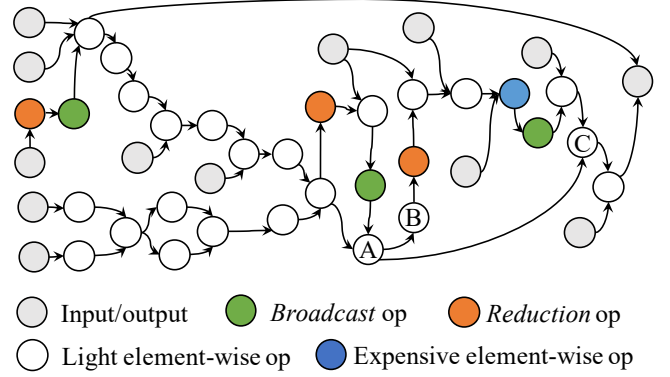 C
B
A
Input/output Broadcast op Reduction op
Light element-wise op Expensive element-wise op